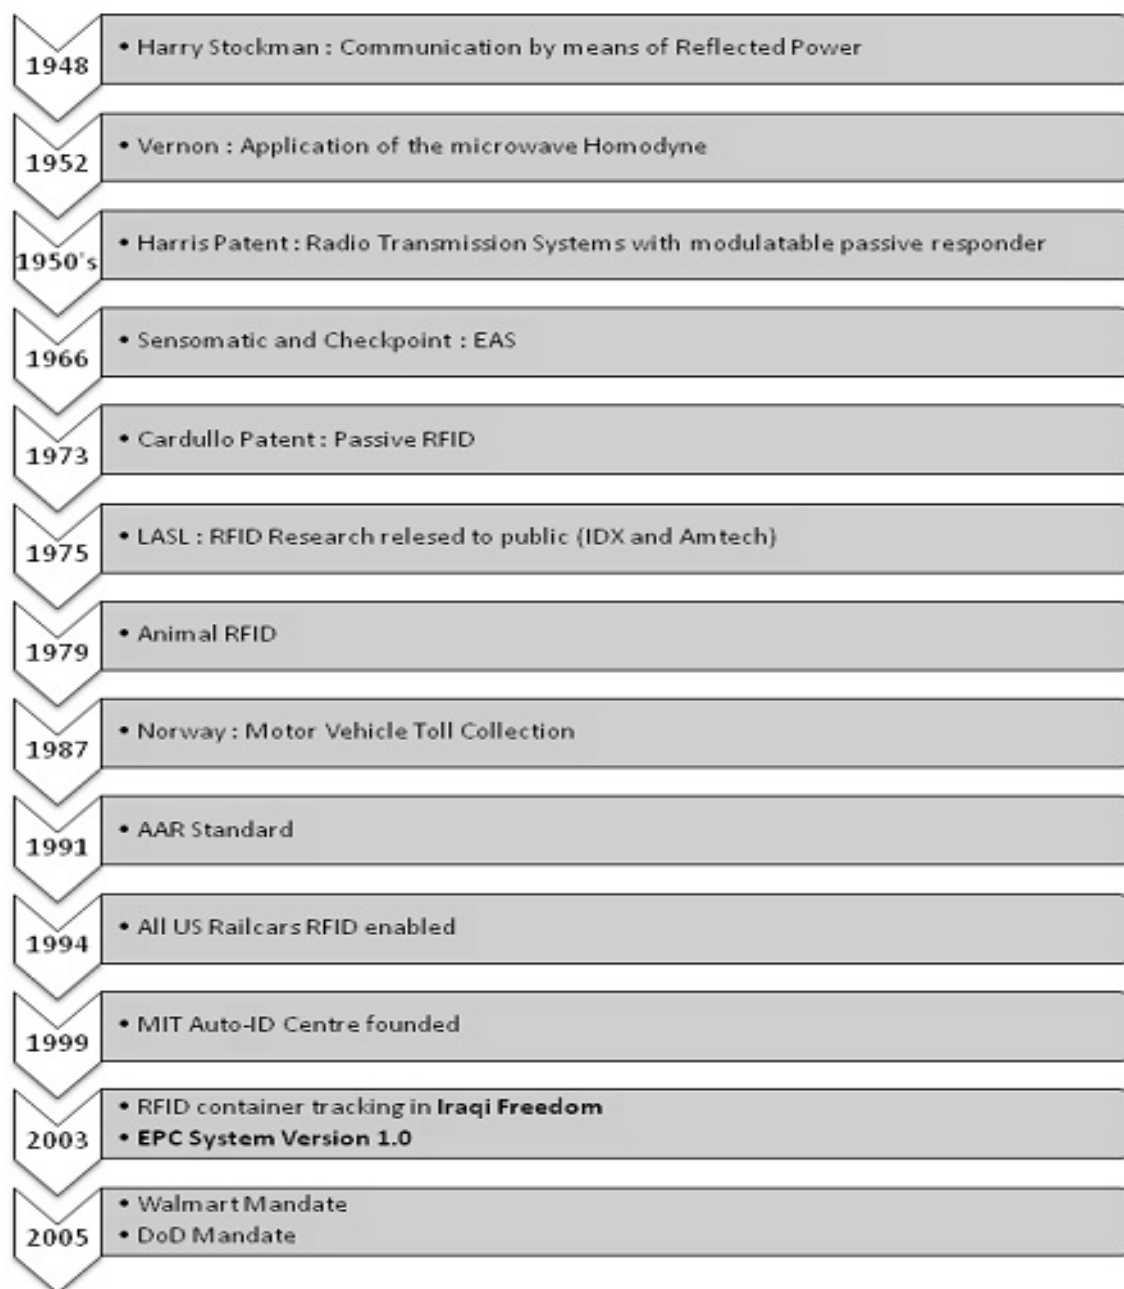 1948
• Harry Stockman : Communication by means of Reflected Power
1952
• Vernon : Application of the microwave Homodyne
1950's
• Harris Patent : Radio Transmission Systems with modulatable passive responder
1966
• Sensomatic and Checkpoint : EAS
1973
• Cardullo Patent : Passive RFID
1975
• LASL : RFID Research relesed to public (IDX and Amtech)
1979
• Animal RFID
1987
• Norway : Motor Vehicle Toll Collection
1991
• AAR Standard
1994
• All US Railcars RFID enabled
1999
• MIT Auto-ID Centre founded
2003
• RFID container tracking in Iraqi Freedom
• EPC System Version 1.0
2005
• Walmart Mandate
• DoD Mandate